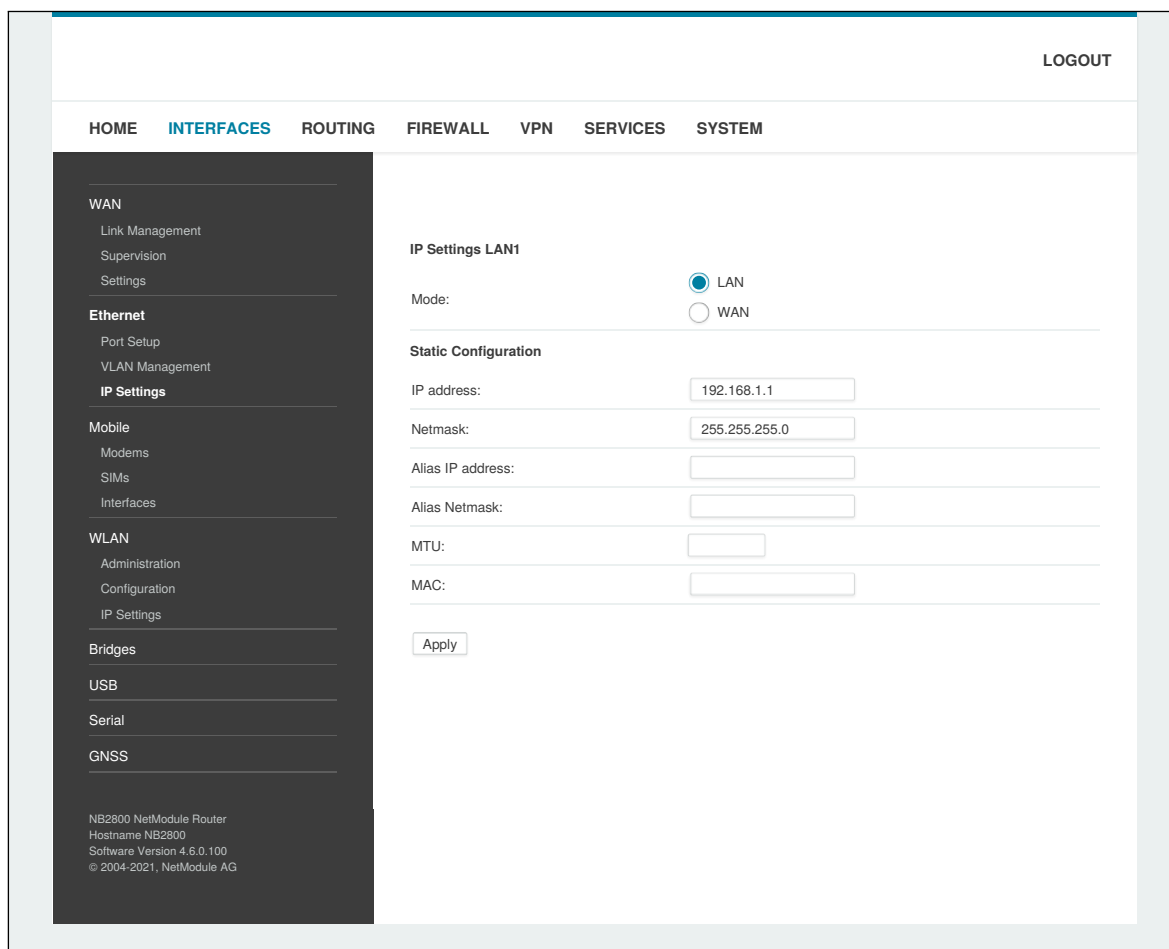 LOGOUT
HOME INTERFACES ROUTING FIREWALL VPN SERVICES SYSTEM
WAN
Link Management
Supervision
Settings
Ethernet
Port Setup
VLAN Management
IP Settings
Mobile
Modems
SIMs
Interfaces
WLAN
Administration
Configuration
IP Settings
Bridges
USB
Serial
GNSS
NB2800 NetModule Router
Hostname NB2800
Software Version 4.6.0.100
© 2004-2021, NetModule AG
IP Settings LAN1
Mode:
LAN
WAN
Static Configuration
IP address: 192.168.1.1
Netmask: 255.255.255.0
Alias IP address:
Alias Netmask:
MTU:
MAC:
Apply